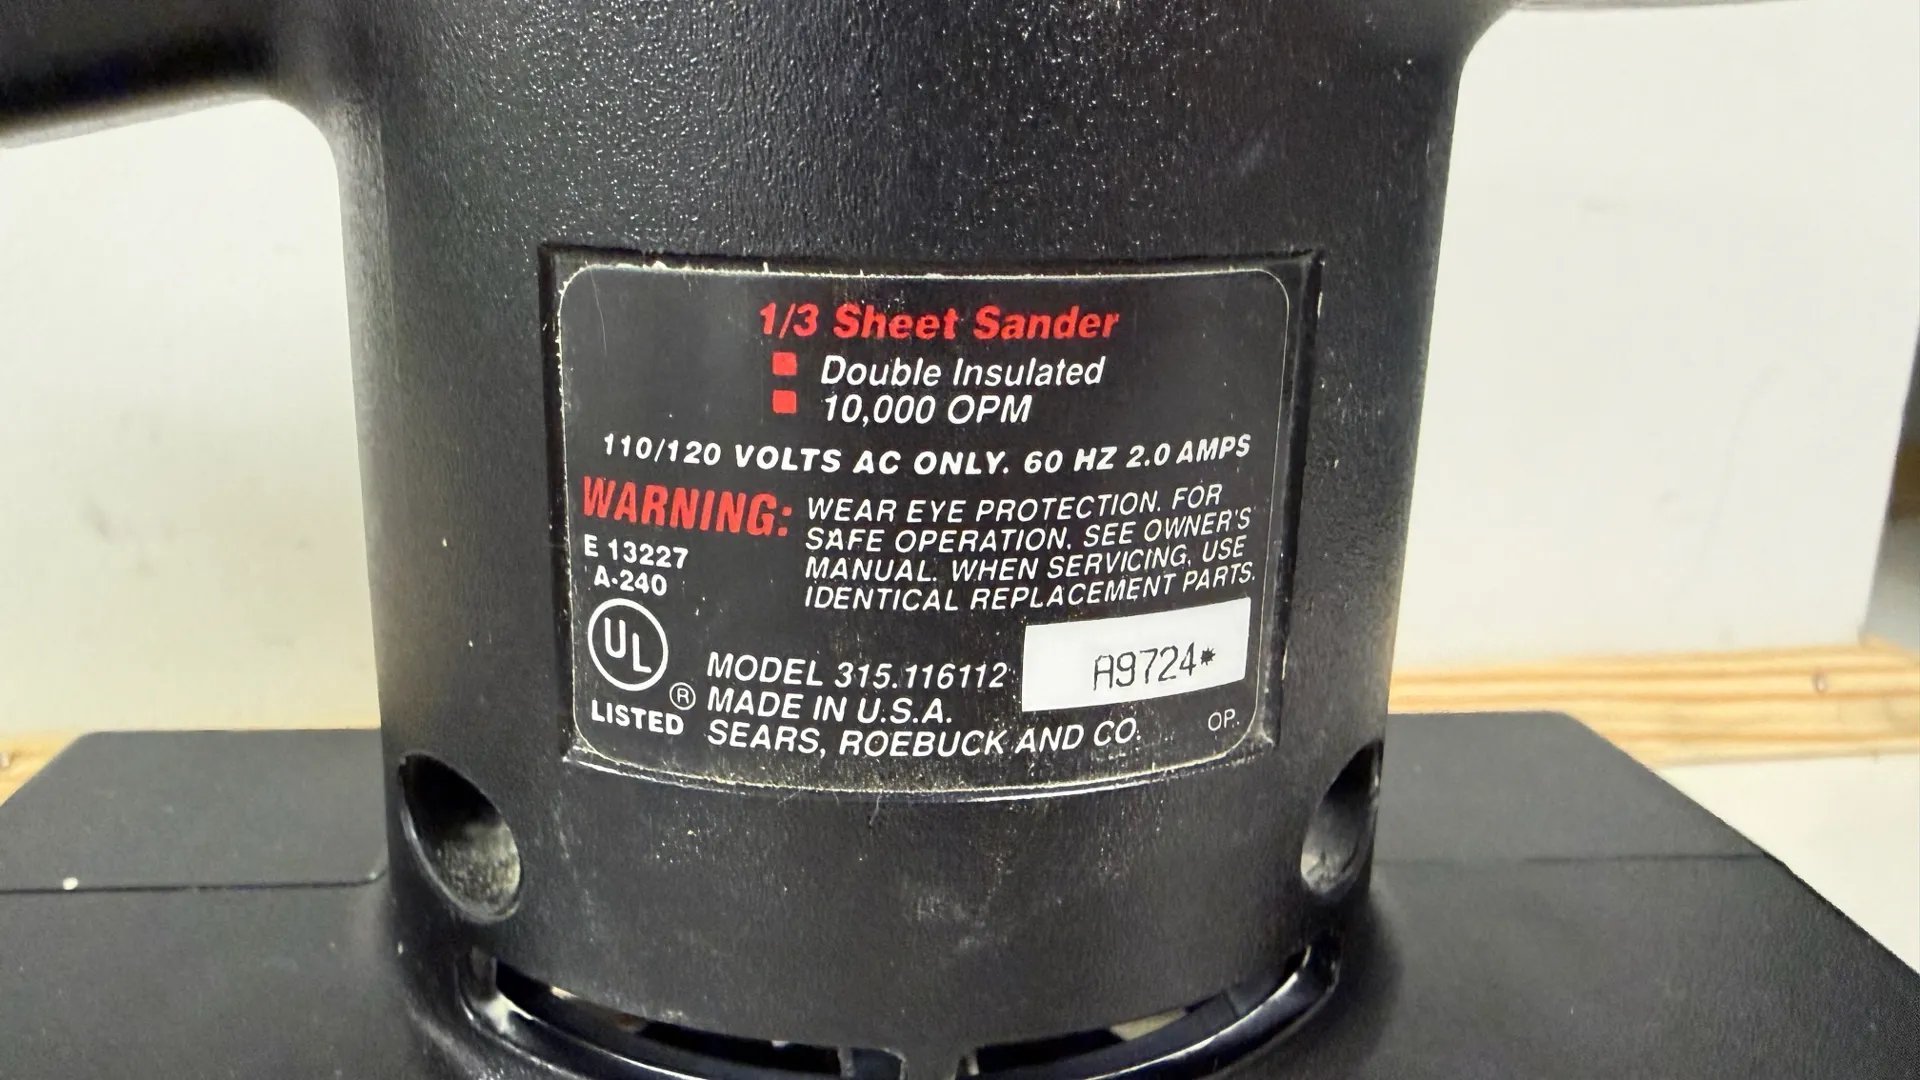 1/3 Sheet Sander
Double Insulated
10,000 OPM
110/120 VOLTS AC ONLY. 60 HZ 2.0 AMPS
WARNING: WEAR EYE PROTECTION. FOR
SAFE OPERATION, SEE OWNER'S
MANUAL. WHEN SERVICING, USE
IDENTICAL REPLACEMENT PARTS.
E 13227
A-240
UL
®
LISTED
MODEL 315.116112
MADE IN U.S.A.
SEARS, ROEBUCK AND CO.
A9724*
OP.